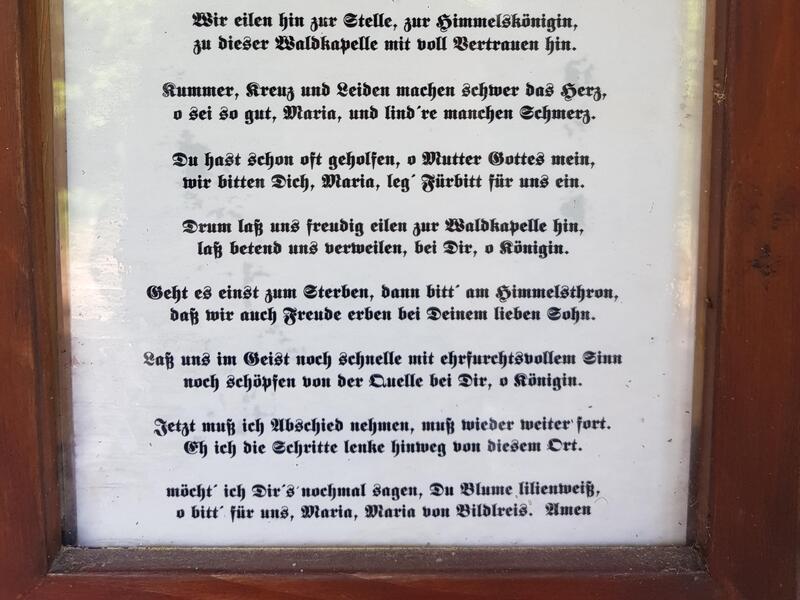 Wir eilen hin zur Stelle, zur Himmelskönigin,
zu dieser Waldkapelle mit voll Vertrauen hin.
Kummer, Kreuz und Leiden machen schwer das Herz,
o sei so gut, Maria, und lind´re manchen Schmerz.
Du hast schon oft geholfen, o Mutter Gottes mein,
wir bitten Dich, Maria, leg´ Fürbitt für uns ein.
Drum laß uns freudig eilen zur Waldkapelle hin,
laß betend uns verweilen, bei Dir, o Königin.
Geht es einst zum Sterben, dann bitt´ am Himmelsthron,
daß wir auch Freude erben bei Deinem lieben Sohn.
Laß uns im Geist noch schnelle mit ehrfurchtsvollem Sinn
noch schöpfen von der Quelle bei Dir, o Königin.
Jetzt muß ich Abschied nehmen, muß wieder weiter fort.
Eh ich die Schritte lenke hinweg von diesem Ort.
möcht´ ich Dir´s nochmal sagen, Du Blume lilienweiß,
o bitt´ für uns, Maria, Maria von Bildlreis. Amen